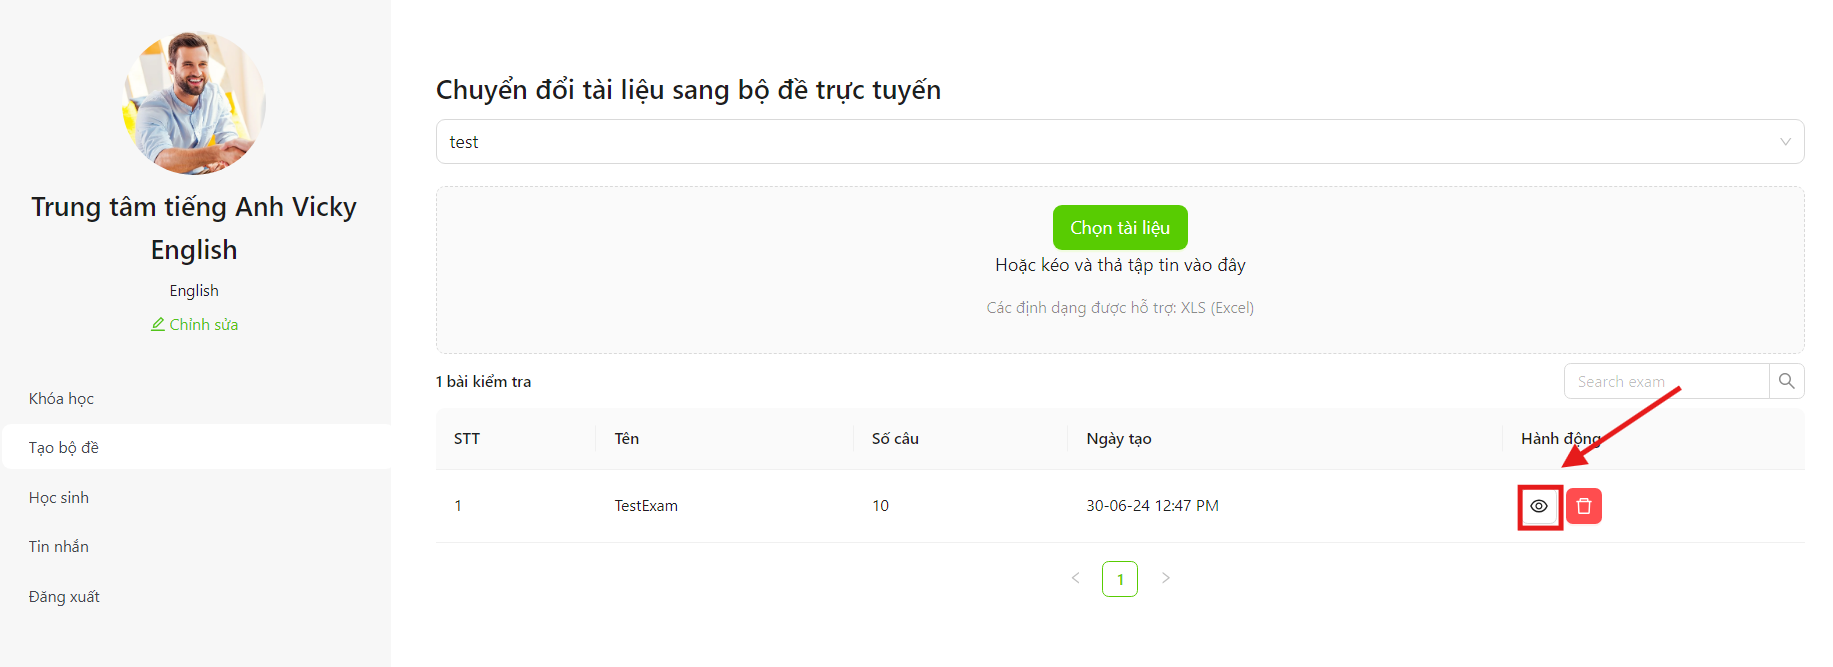 Trung tâm tiếng Anh Vicky
English
English
Chỉnh sửa
Khóa học
Tạo bộ đề
Học sinh
Tin nhắn
Đăng xuất
Chuyển đổi tài liệu sang bộ đề trực tuyến
test
Chọn tài liệu
Hoặc kéo và thả tập tin vào đây
Các định dạng được hỗ trợ: XLS (Excel)
1 bài kiểm tra
Search exam
STT Tên Số câu Ngày tạo Hành động
1 TestExam 10 30-06-24 12:47 PM
1